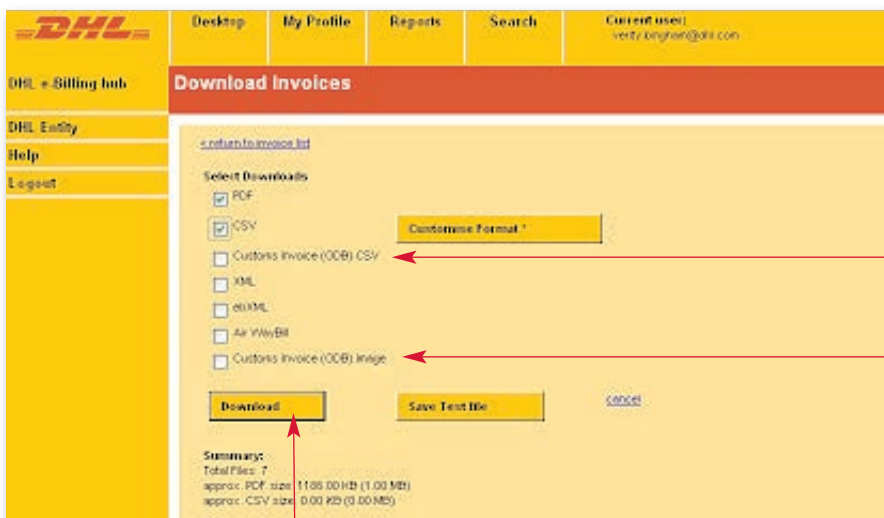 DHL
Desktop My Profile Reports Search Current user:
DHL e-Billing hub
Download Invoices
DHL Entity
Help
Logout
< return to invoice list
Select Downloads
PDF
CSV Customise Format *
Customs Invoice (ODB) CSV
XML
ebXML
Air WayBill
Customs Invoice (ODB) Image
Download Save Text file cancel
Summary:
Total Files: 7
approx. PDF size: 1186.00 KB (1.00 MB)
approx. CSV size: 0.00 KB (0.00 MB)